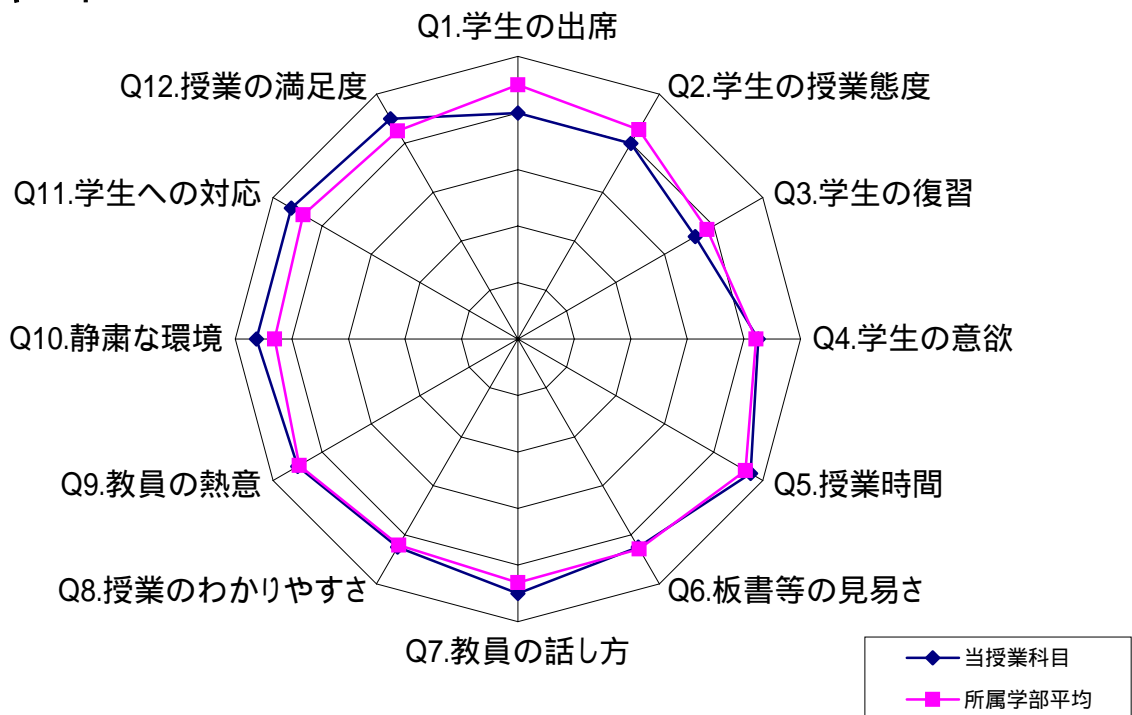 Q1.学生の出席
Q2.学生の授業態度
Q3.学生の復習
Q4.学生の意欲
Q5.授業時間
Q6.板書等の見易さ
Q7.教員の話し方
Q8.授業のわかりやすさ
Q9.教員の熱意
Q10.静粛な環境
Q11.学生への対応
Q12.授業の満足度
当授業科目
所属学部平均